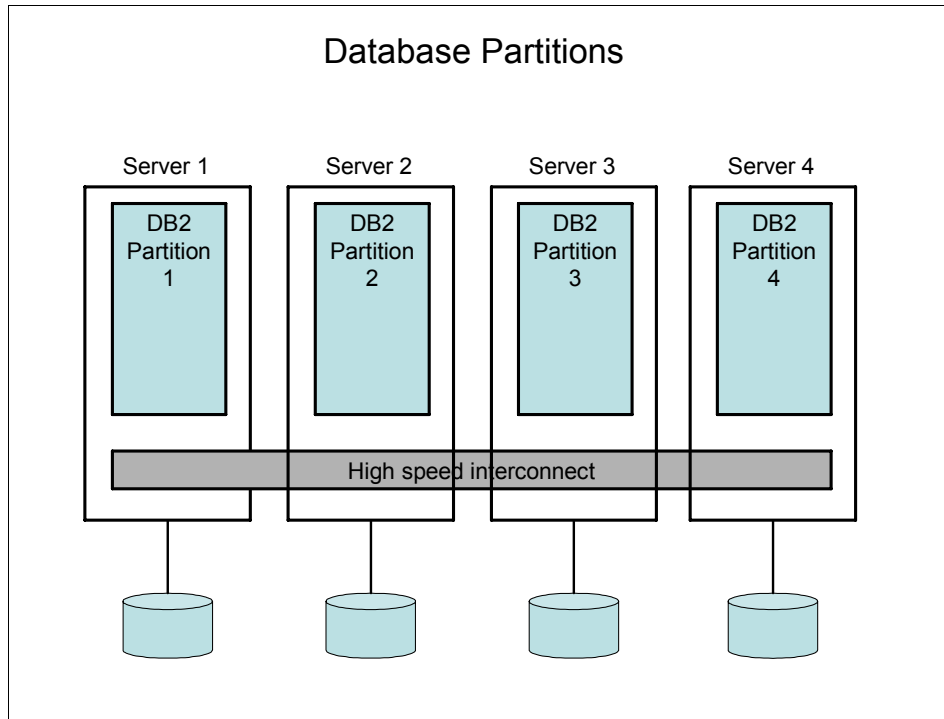 Database Partitions
Server 1
Server 2
Server 3
Server 4
DB2
Partition
1
DB2
Partition
2
DB2
Partition
3
DB2
Partition
4
High speed interconnect